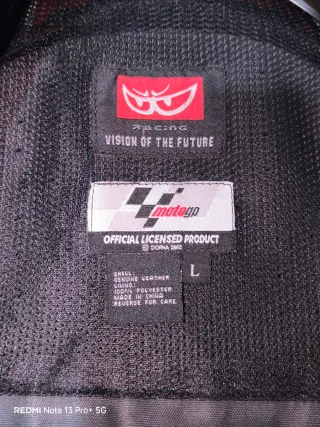 RACING
VISION OF THE FUTURE
motogp
OFFICIAL LICENSED PRODUCT
© DORNA 2002
L
SHELL:
GENUINE LEATHER
LINING:
100% POLYESTER
MADE IN CHINA
REVERSE FOR CARE
REDMI Note 13 Pro+ 5G